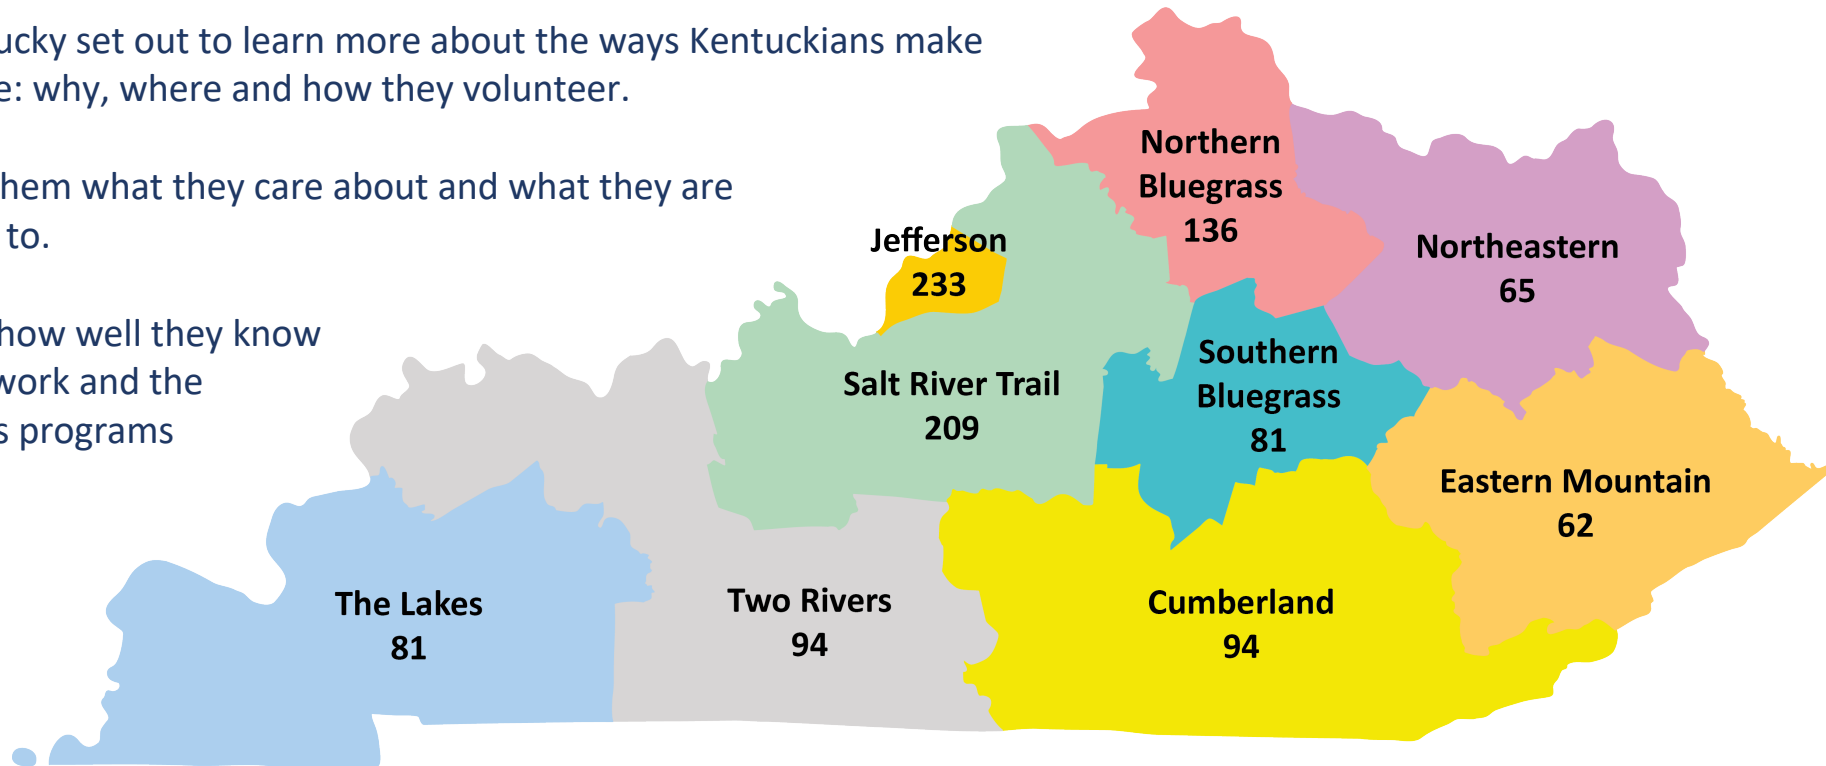 ucky set out to learn more about the ways Kentuckians make
e: why, where and how they volunteer.
hem what they care about and what they are
to.
how well they know
work and the
s programs
Northern
Bluegrass
136
Northeastern
65
Jefferson
233
Southern
Bluegrass
81
Salt River Trail
209
Eastern Mountain
62
The Lakes
81
Two Rivers
94
Cumberland
94